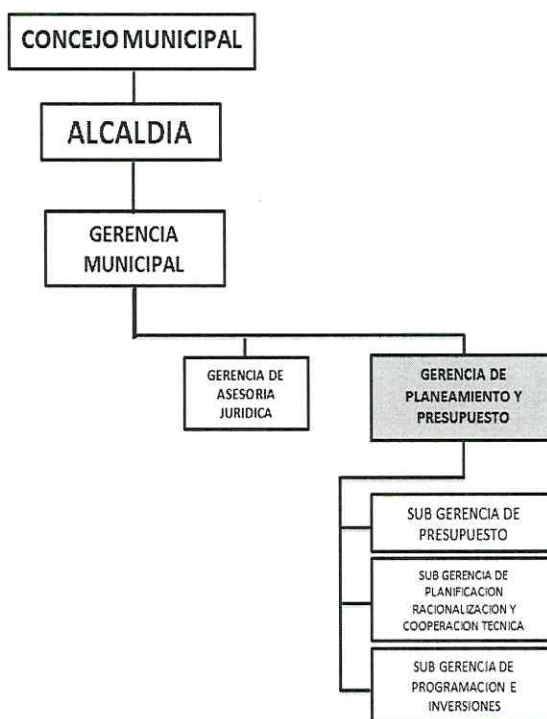 CONCEJO MUNICIPAL
ALCALDIA
GERENCIA
MUNICIPAL
GERENCIA DE
ASESORIA
JURIDICA
GERENCIA DE
PLANEAMIENTO Y
PRESUPUESTO
SUB GERENCIA DE
PRESUPUESTO
SUB GERENCIA DE
PLANIFICACION
RACIONALIZACION Y
COOPERACION TECNICA
SUB GERENCIA DE
PROGRAMACION E
INVERSIONES